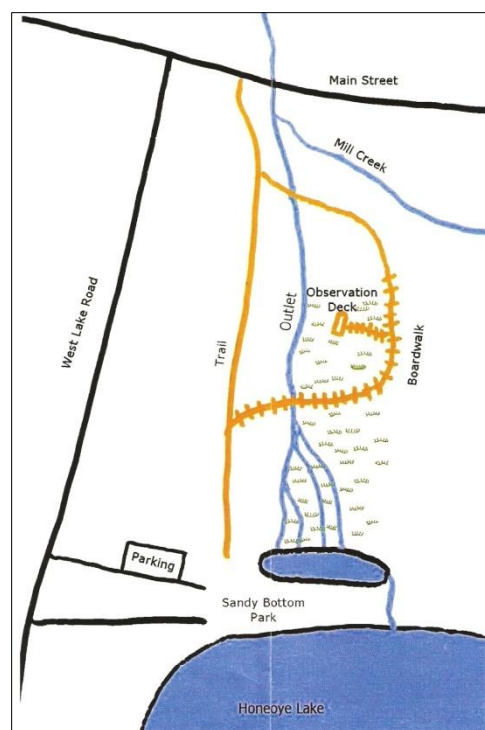 Main Street
Mill Creek
West Lake Road
Observation
Deck
Outlet
Trail
Boardwalk
Parking
Sandy Bottom
Park
Honeoye Lake